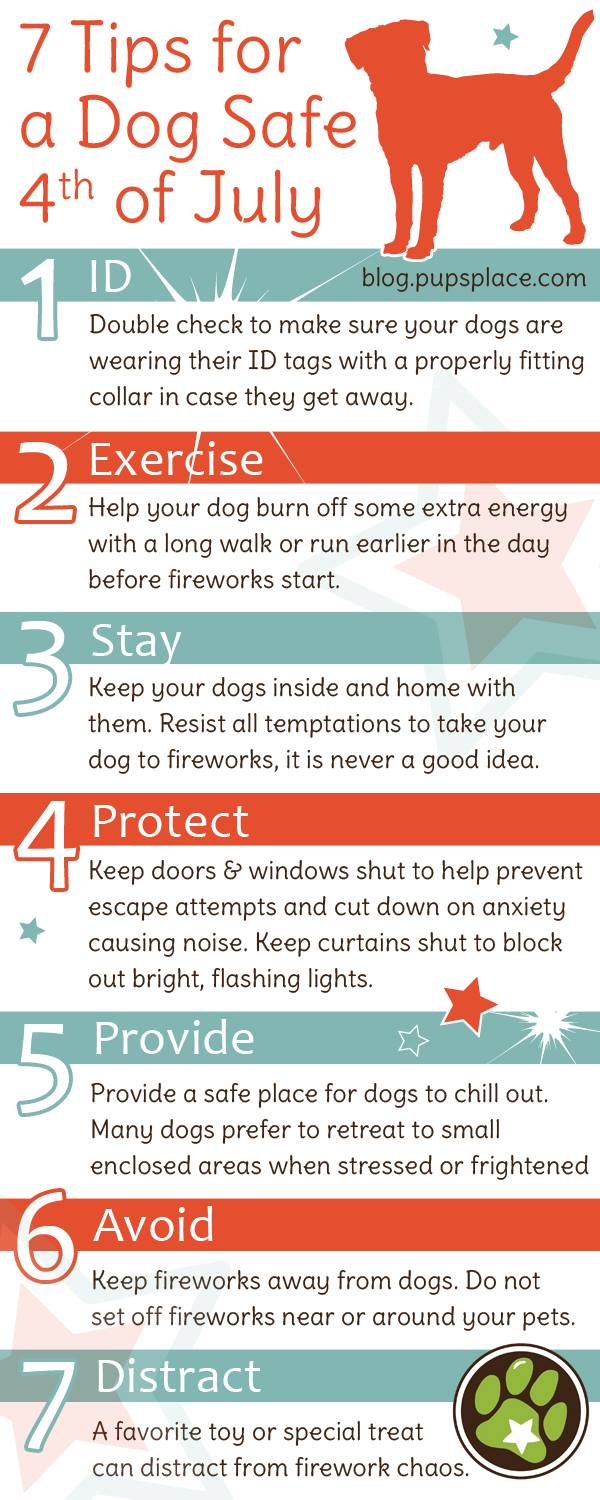 7 Tips for
a Dog Safe
4th of July
1 ID
blog.pupsplace.com
Double check to make sure your dogs are
wearing their ID tags with a properly fitting
collar in case they get away.
2 Exercise
Help your dog burn off some extra energy
with a long walk or run earlier in the day
before fireworks start.
3 Stay
Keep your dogs inside and home with
them. Resist all temptations to take your
dog to fireworks, it is never a good idea.
4 Protect
Keep doors & windows shut to help prevent
escape attempts and cut down on anxiety
causing noise. Keep curtains shut to block
out bright, flashing lights.
5 Provide
Provide a safe place for dogs to chill out.
Many dogs prefer to retreat to small
enclosed areas when stressed or frightened
6 Avoid
Keep fireworks away from dogs. Do not
set off fireworks near or around your pets.
7 Distract
A favorite toy or special treat
can distract from firework chaos.